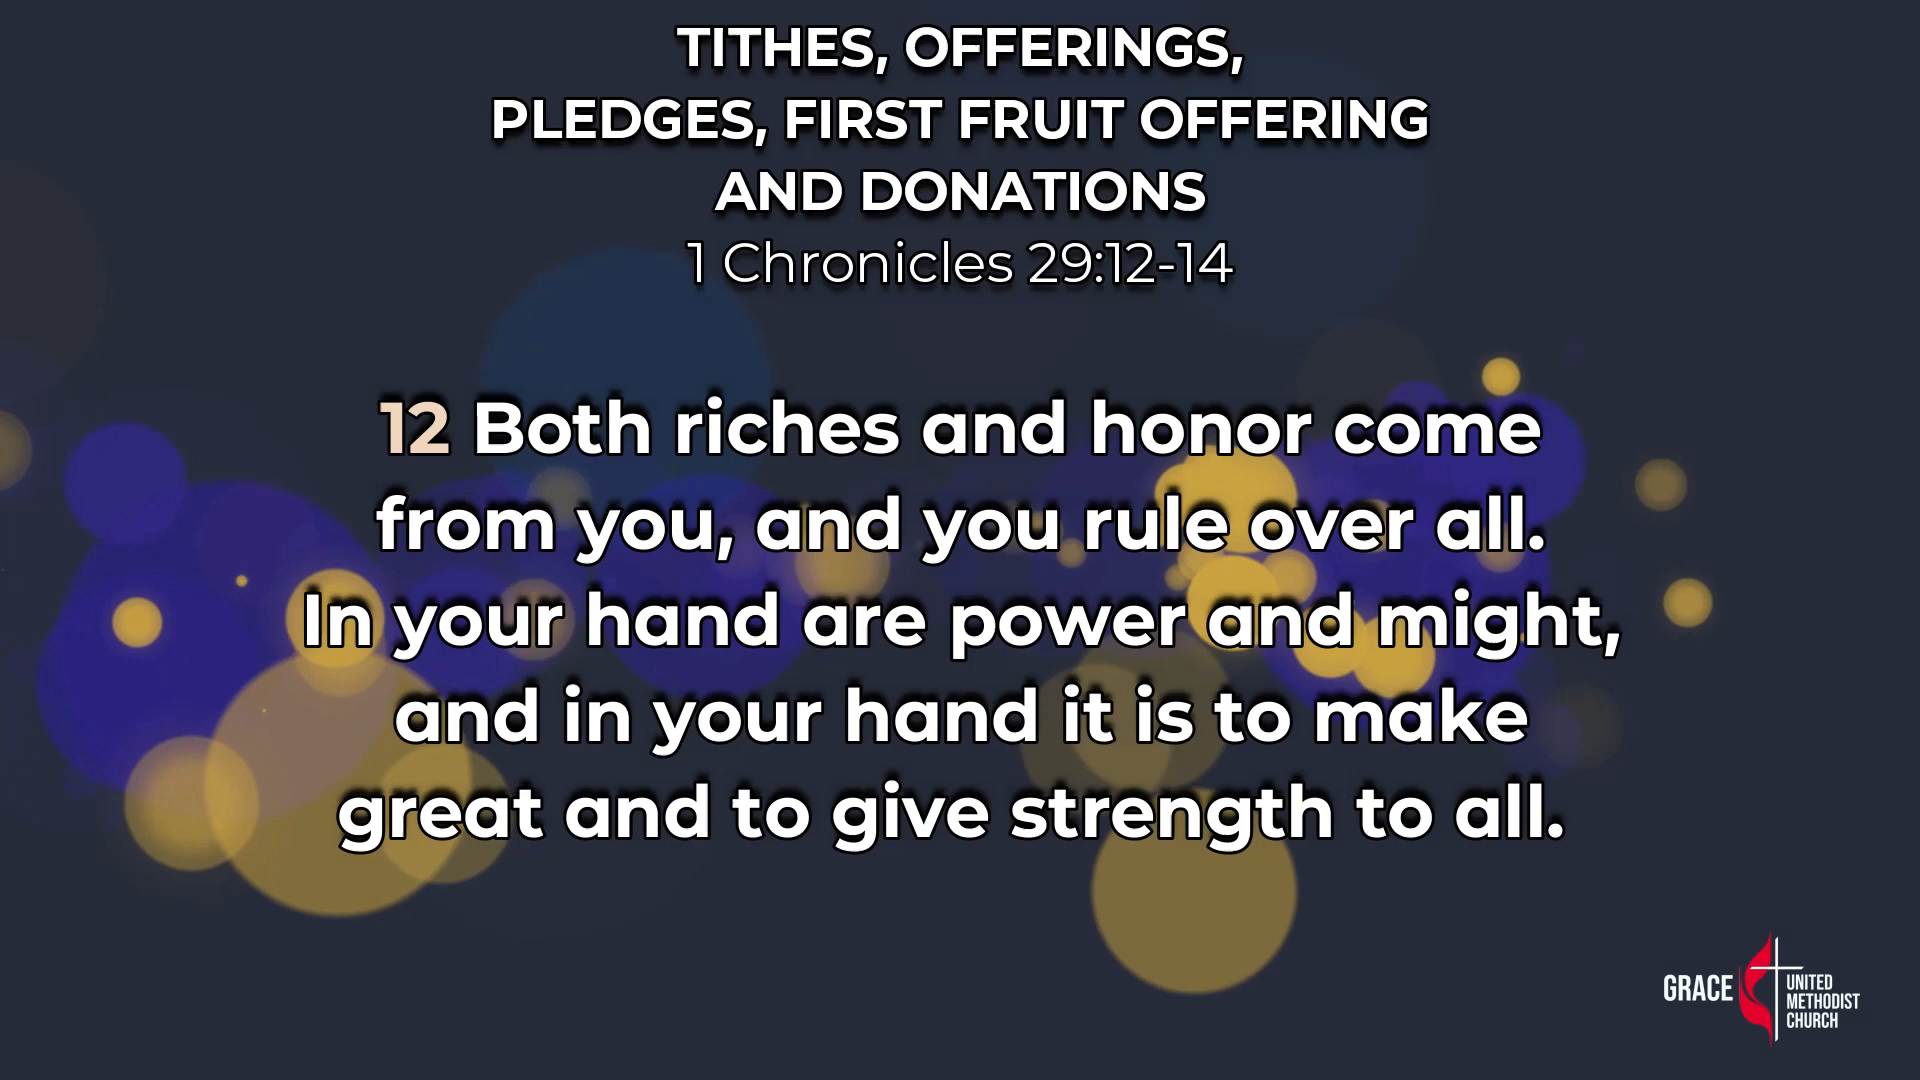 TITHES, OFFERINGS,
PLEDGES, FIRST FRUIT OFFERING
AND DONATIONS
1 Chronicles 29:12-14
12 Both riches and honor come
from you, and you rule over all.
In your hand are power and might,
and in your hand it is to make
great and to give strength to all.
GRACE
UNITED
METHODIST
CHURCH